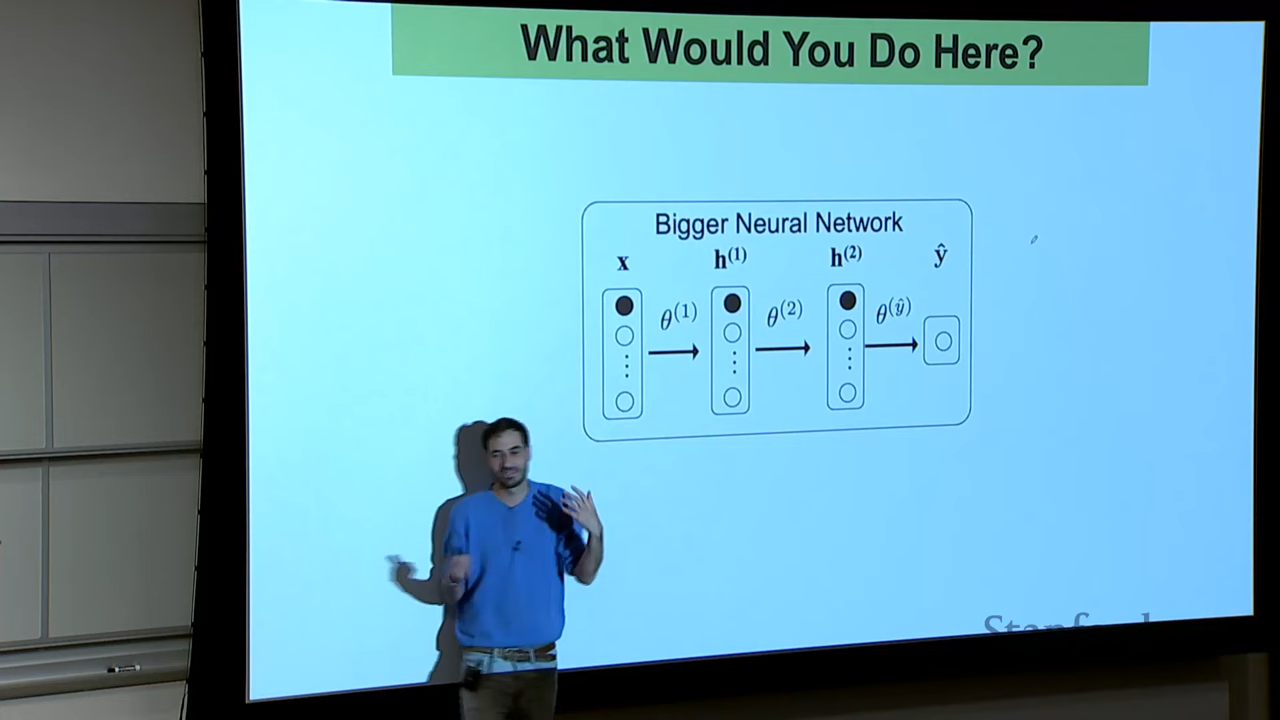 What Would You Do Here?
Bigger Neural Network
x h⁽¹⁾ h⁽²⁾ ŷ
θ⁽¹⁾ θ⁽²⁾ θ⁽ŷ⁾